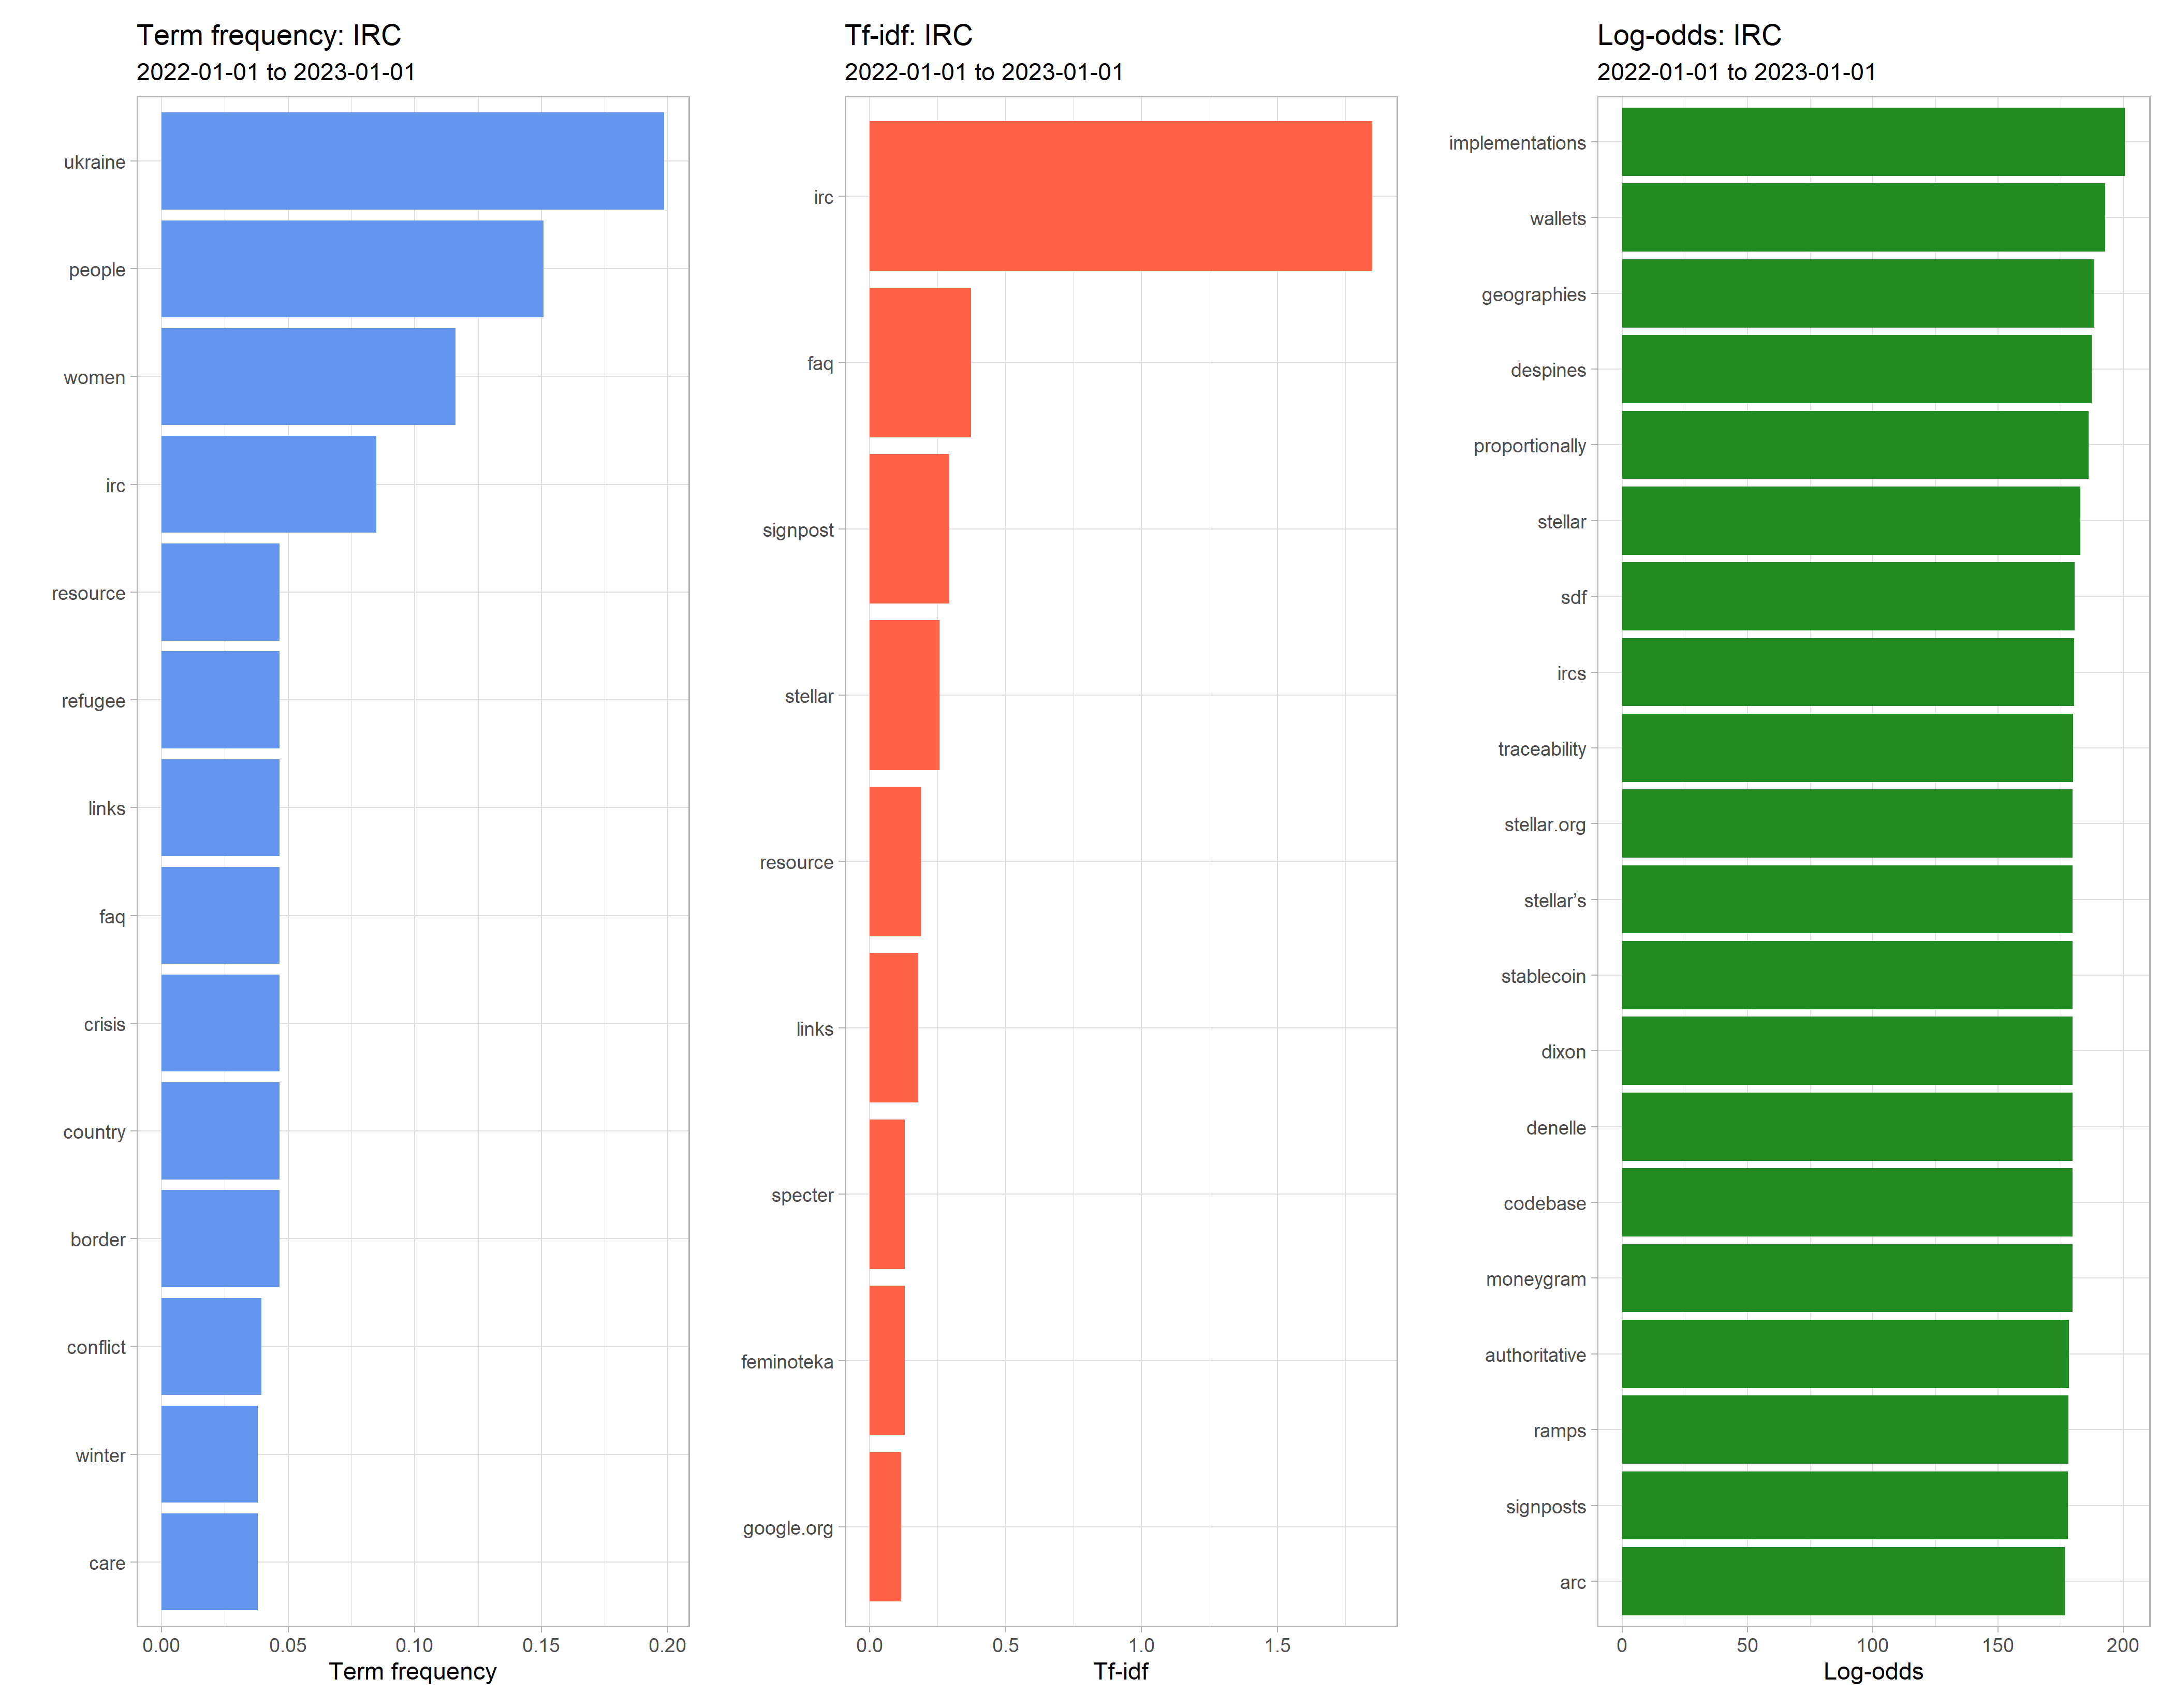 Term frequency: IRC
2022-01-01 to 2023-01-01
ukraine
people
women
irc
resource
refugee
links
faq
crisis
country
border
conflict
winter
care
0.00 0.05 0.10 0.15 0.20
Term frequency
Tf-idf: IRC
2022-01-01 to 2023-01-01
irc
faq
signpost
stellar
resource
links
specter
feminoteka
google.org
0.0 0.5 1.0 1.5
Tf-idf
Log-odds: IRC
2022-01-01 to 2023-01-01
implementations
wallets
geographies
despines
proportionally
stellar
sdf
ircs
traceability
stellar.org
stellar’s
stablecoin
dixon
denelle
codebase
moneygram
authoritative
ramps
signposts
arc
0 50 100 150 200
Log-odds